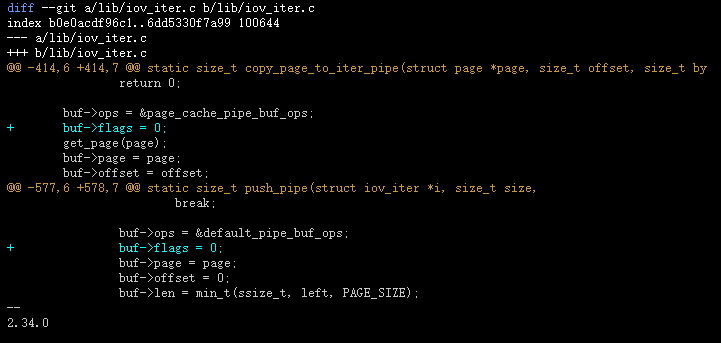 diff --git a/lib/iov_iter.c b/lib/iov_iter.c
index b0e0acdf96c1..6dd5330f7a99 100644
--- a/lib/iov_iter.c
+++ b/lib/iov_iter.c
@@ -414,6 +414,7 @@ static size_t copy_page_to_iter_pipe(struct page *page, size_t offset, size_t by
return 0;
buf->ops = &page_cache_pipe_buf_ops;
+ buf->flags = 0;
get_page(page);
buf->page = page;
buf->offset = offset;
@@ -577,6 +578,7 @@ static size_t push_pipe(struct iov_iter *i, size_t size,
break;
buf->ops = &default_pipe_buf_ops;
+ buf->flags = 0;
buf->page = page;
buf->offset = 0;
buf->len = min_t(ssize_t, left, PAGE_SIZE);
--
2.34.0